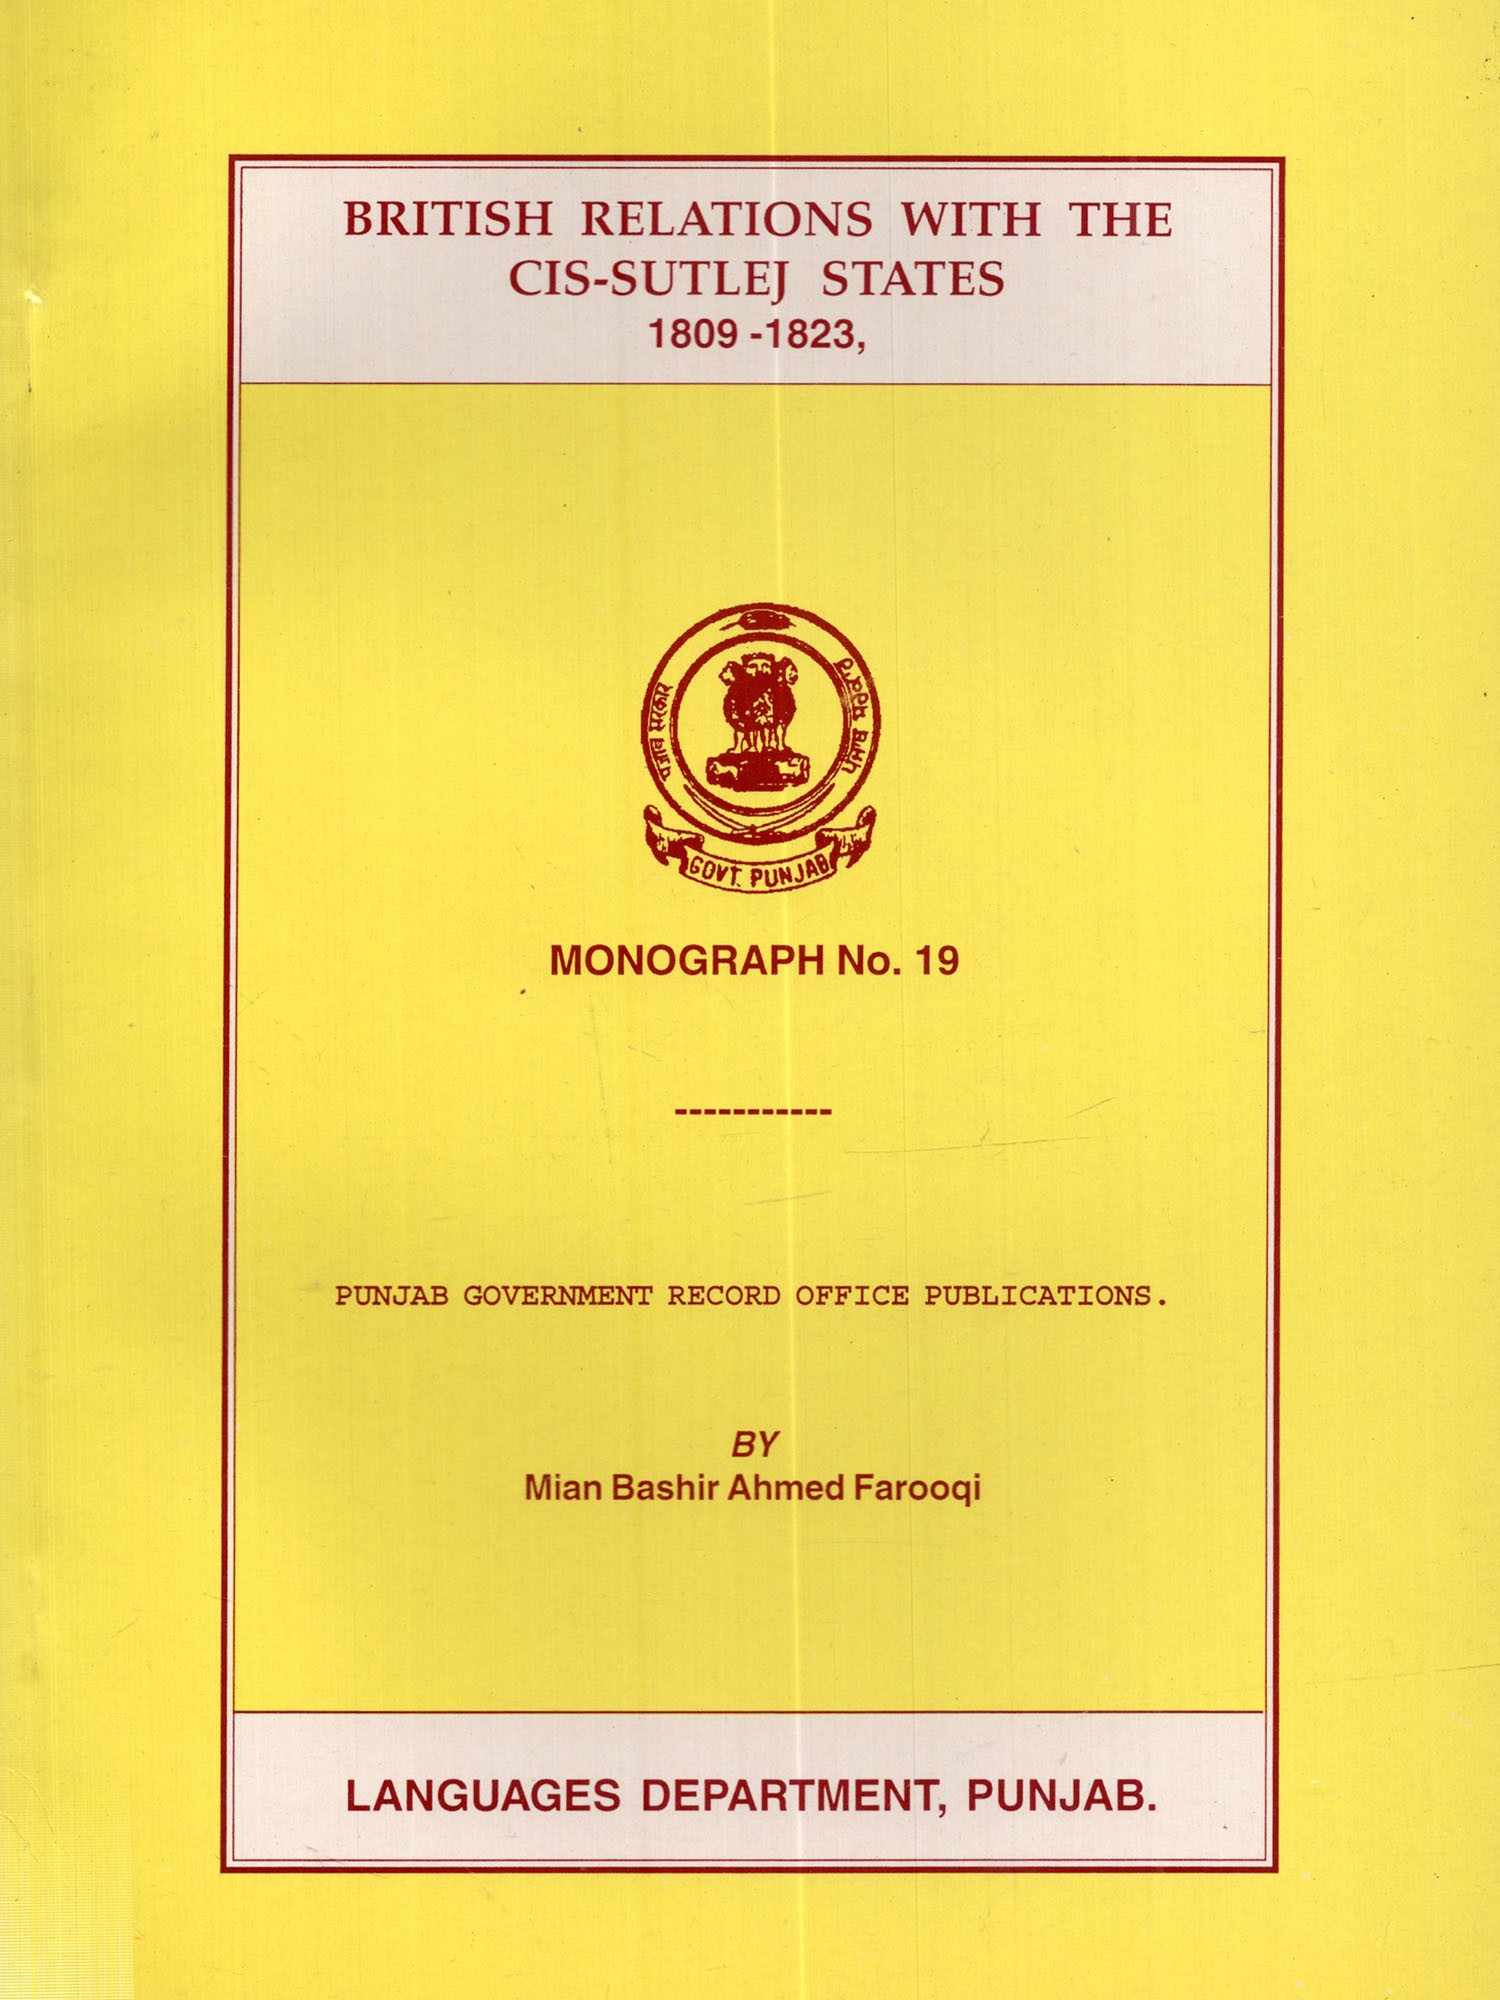 BRITISH RELATIONS WITH THE
CIS-SUTLEJ STATES
1809 -1823,
ਪੰਜਾਬ ਸਰਕਾਰ
GOVT. PUNJAB
MONOGRAPH No. 19
-----------
PUNJAB GOVERNMENT RECORD OFFICE PUBLICATIONS.
BY
Mian Bashir Ahmed Farooqi
LANGUAGES DEPARTMENT, PUNJAB.